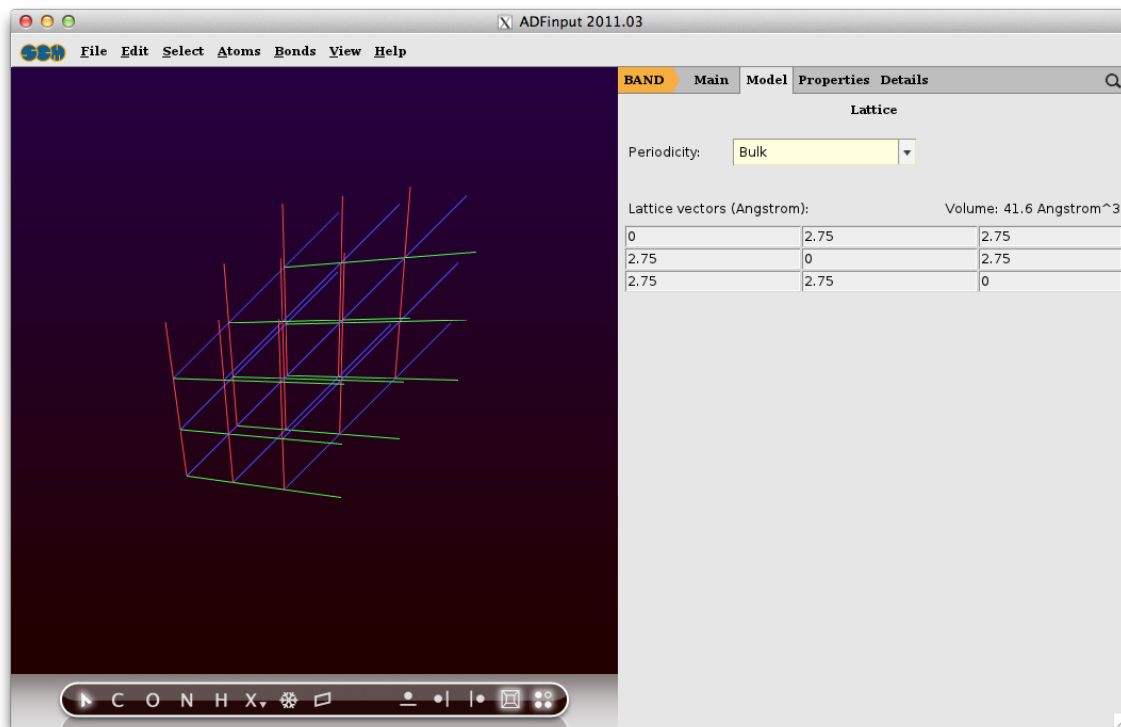 X ADFinput 2011.03
SCM File Edit Select Atoms Bonds View Help
BAND Main Model Properties Details
Lattice
Periodicity: Bulk
Lattice vectors (Angstrom): Volume: 41.6 Angstrom^3
0 2.75 2.75
2.75 0 2.75
2.75 2.75 0
C O N H X